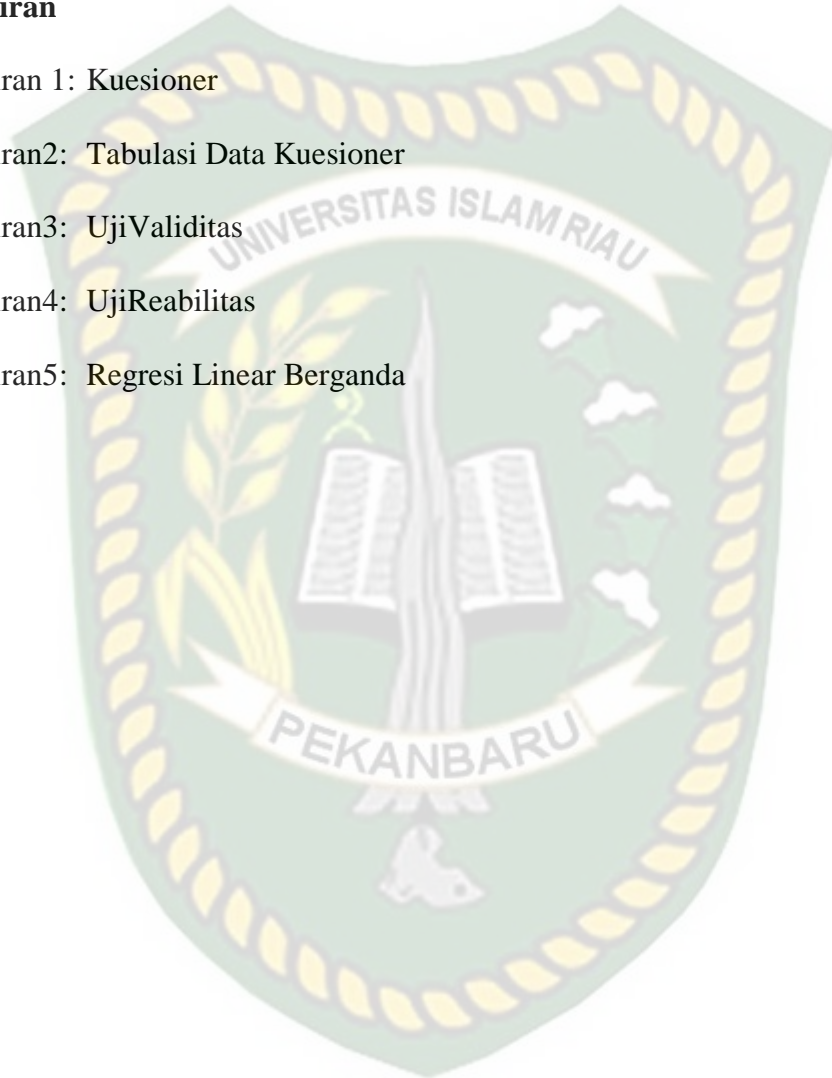 iran
ran 1: Kuesioner
ran2: Tabulasi Data Kuesioner
ran3: UjiValiditas
ran4: UjiReabilitas
ran5: Regresi Linear Berganda
UNIVERSITAS ISLAM RIAU
PEKANBARU